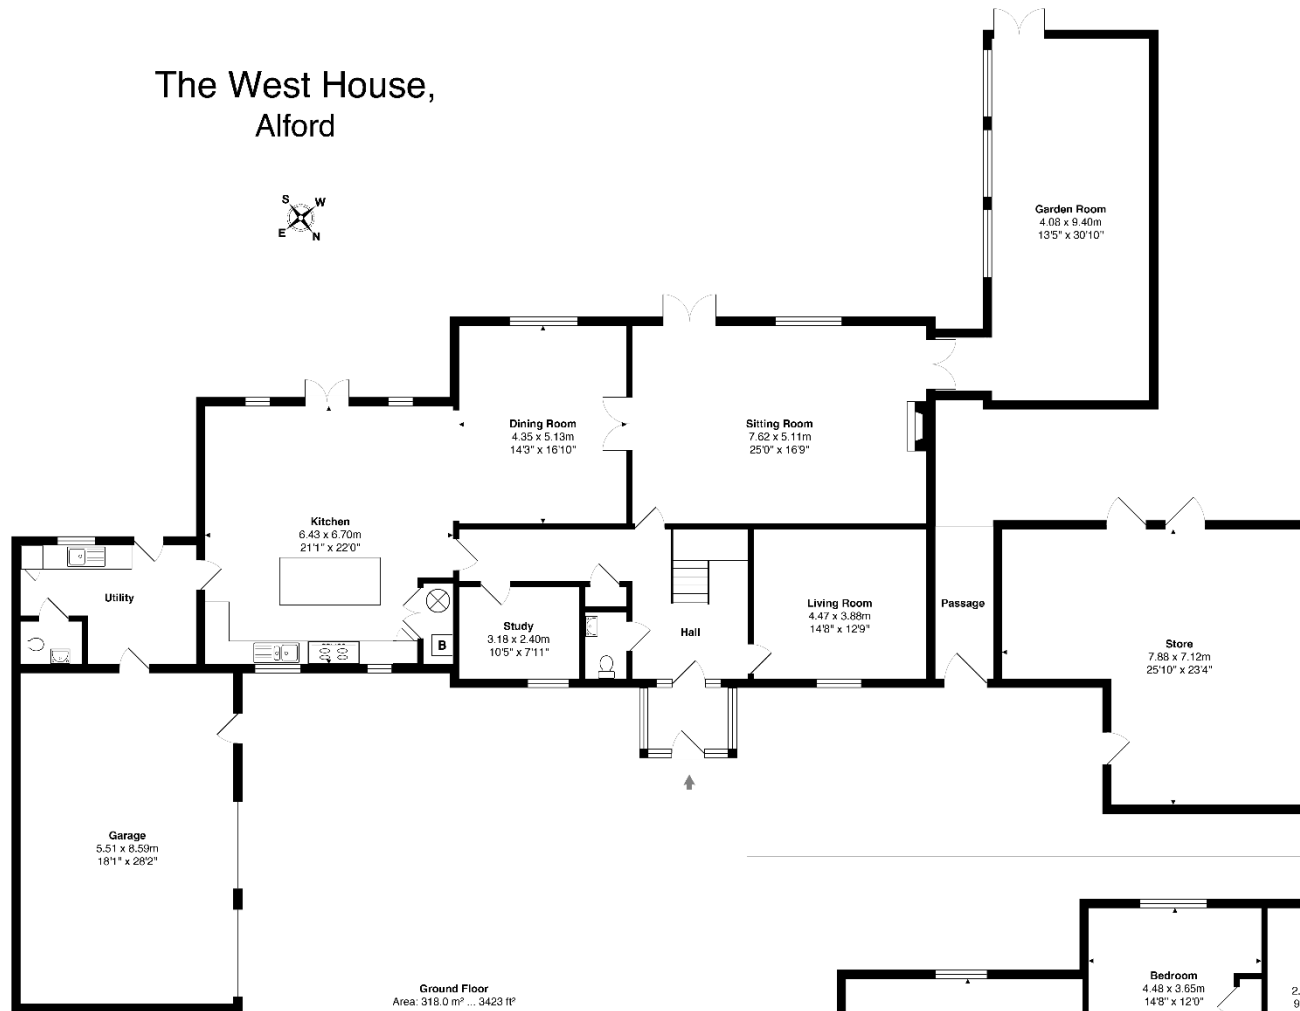 The West House,
Alford
S
W
E
N
Garden Room
4.08 x 9.40m
13'5" x 30'10"
Dining Room
4.35 x 5.13m
14'3" x 16'10"
Sitting Room
7.62 x 5.11m
25'0" x 16'9"
Kitchen
6.43 x 6.70m
21'1" x 22'0"
Utility
B
Study
3.18 x 2.40m
10'5" x 7'11"
Hall
Living Room
4.47 x 3.88m
14'8" x 12'9"
Passage
Store
7.88 x 7.12m
25'10" x 23'4"
Garage
5.51 x 8.59m
18'1" x 28'2"
Ground Floor
Area: 318.0 m² ... 3423 ft²
Bedroom
4.48 x 3.65m
14'8" x 12'0"
2.
9